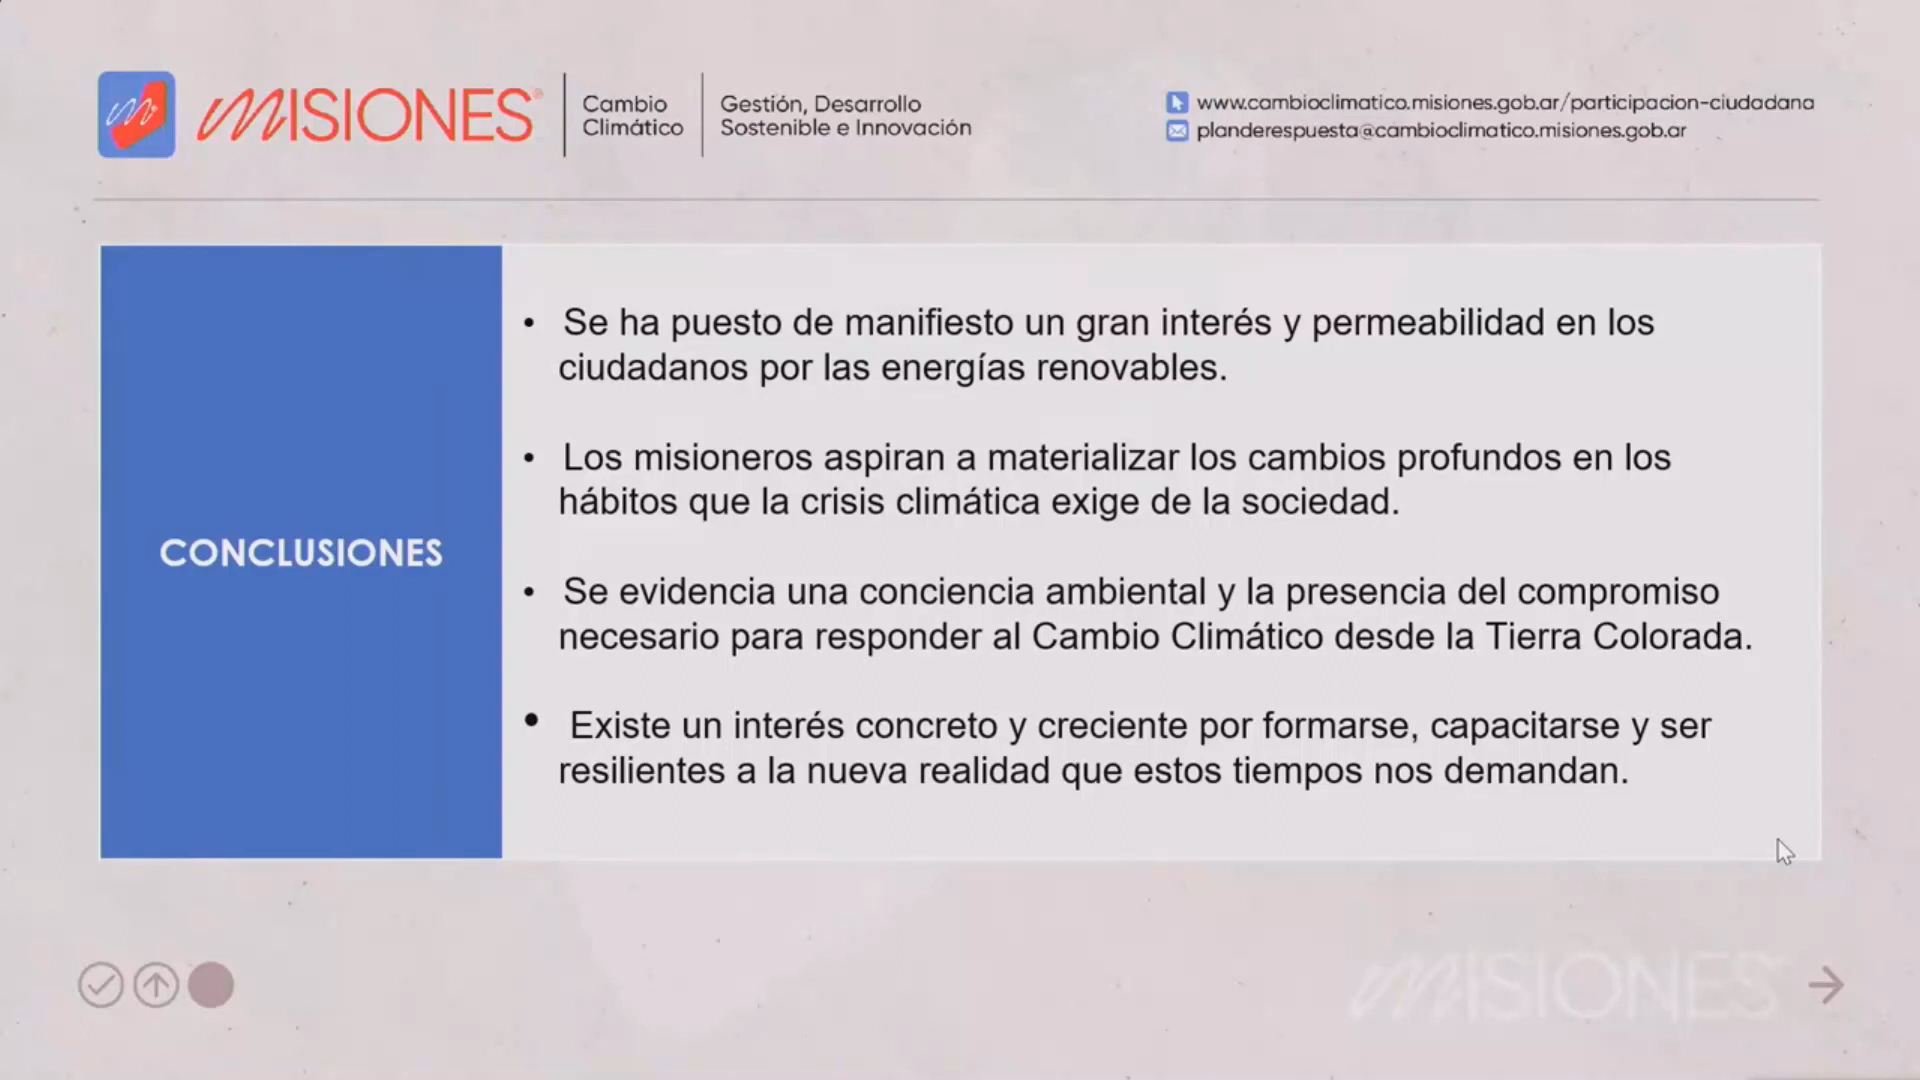 MISIONES
Cambio
Climático
Gestión, Desarrollo
Sostenible e Innovación
www.cambioclimatico.misiones.gob.ar/participacion-ciudadana
planderespuesta@cambioclimatico.misiones.gob.ar
CONCLUSIONES
• Se ha puesto de manifiesto un gran interés y permeabilidad en los
ciudadanos por las energías renovables.
• Los misioneros aspiran a materializar los cambios profundos en los
hábitos que la crisis climática exige de la sociedad.
• Se evidencia una conciencia ambiental y la presencia del compromiso
necesario para responder al Cambio Climático desde la Tierra Colorada.
• Existe un interés concreto y creciente por formarse, capacitarse y ser
resilientes a la nueva realidad que estos tiempos nos demandan.
MISIONES